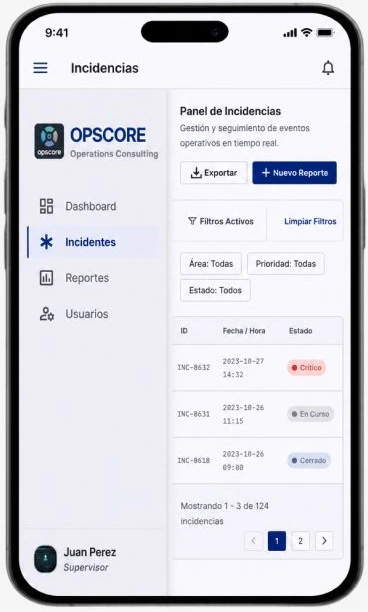 9:41
Incidencias
opscore
OPSCORE
Operations Consulting
Dashboard
Incidentes
Reportes
Usuarios
Juan Perez
Supervisor
Panel de Incidencias
Gestión y seguimiento de eventos
operativos en tiempo real.
Exportar
+ Nuevo Reporte
Filtros Activos
Limpiar Filtros
Área: Todas
Prioridad: Todas
Estado: Todos
ID Fecha / Hora Estado
INC-8632 2023-10-27 14:32 Crítico
INC-8631 2023-10-26 11:15 En Curso
INC-8618 2023-10-26 09:00 Cerrado
Mostrando 1 - 3 de 124
incidencias
< 1 2 >